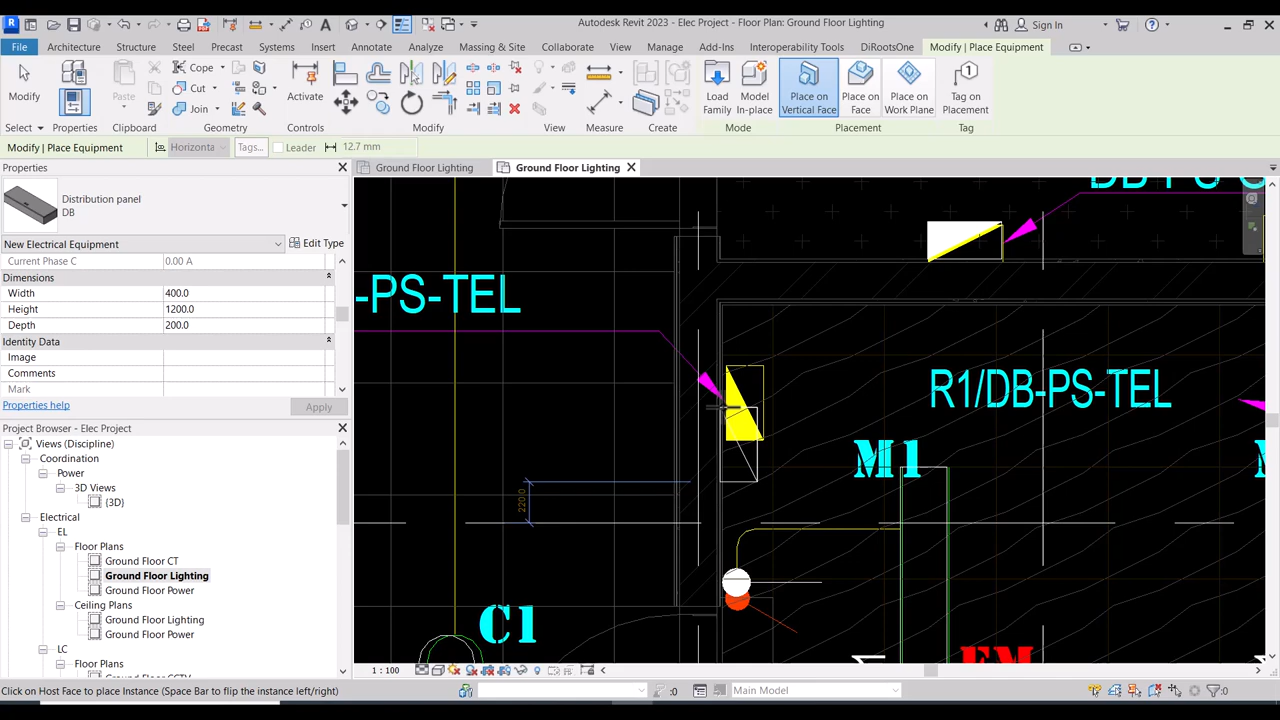 Autodesk Revit 2023 - Elec Project - Floor Plan: Ground Floor Lighting
Sign In
File
Architecture
Structure
Steel
Precast
Systems
Insert
Annotate
Analyze
Massing & Site
Collaborate
View
Manage
Add-Ins
Interoperability Tools
DiRootsOne
Modify | Place Equipment
Modify
Paste
Cope
Cut
Join
Activate
Load Family
Model In-place
Place on Vertical Face
Place on Face
Place on Work Plane
Tag on Placement
Select
Properties
Clipboard
Geometry
Controls
Modify
View
Measure
Create
Mode
Placement
Tag
Modify | Place Equipment
Horizonta
Tags...
Leader
12.7 mm
Properties
Ground Floor Lighting
Ground Floor Lighting
Distribution panel
DB
New Electrical Equipment
Edit Type
Current Phase C
0.00 A
Dimensions
Width
400.0
Height
1200.0
Depth
200.0
Identity Data
Image
Comments
Mark
Properties help
Apply
Project Browser - Elec Project
Views (Discipline)
Coordination
Power
3D Views
(3D)
Electrical
EL
Floor Plans
Ground Floor CT
Ground Floor Lighting
Ground Floor Power
Ceiling Plans
Ground Floor Lighting
Ground Floor Power
LC
Floor Plans
-PS-TEL
R1/DB-PS-TEL
M1
220.0
C1
1 : 100
Click on Host Face to place Instance (Space Bar to flip the instance left/right)
:0
Main Model
:0